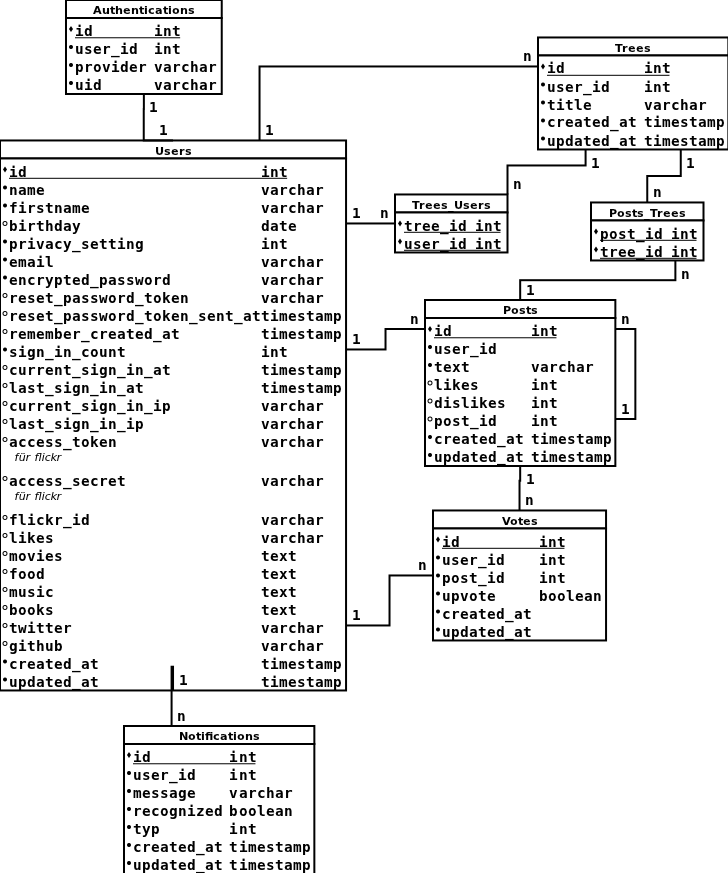 Authentications
id int
user_id int
provider varchar
uid varchar
1
1
Trees
id int
user_id int
title varchar
created_at timestamp
updated_at timestamp
n
1
1
n
1
n
Trees_Users
tree_id int
user_id int
1 n
Posts_Trees
post_id int
tree_id int
n
1
Users
id int
name varchar
firstname varchar
birthday date
privacy_setting int
email varchar
encrypted_password varchar
reset_password_token varchar
reset_password_token_sent_at timestamp
remember_created_at timestamp
sign_in_count int
current_sign_in_at timestamp
last_sign_in_at timestamp
current_sign_in_ip varchar
last_sign_in_ip varchar
access_token varchar
für flickr
access_secret varchar
für flickr
flickr_id varchar
likes varchar
movies text
food text
music text
books text
twitter varchar
github varchar
created_at timestamp
updated_at timestamp
1
n
Posts
id int
user_id
text varchar
likes int
dislikes int
post_id int
created_at timestamp
updated_at timestamp
n
1
1
n
Votes
id int
user_id int
post_id int
upvote boolean
created_at
updated_at
n
1
1
n
Notifications
id int
user_id int
message varchar
recognized boolean
typ int
created_at timestamp
updated_at timestamp